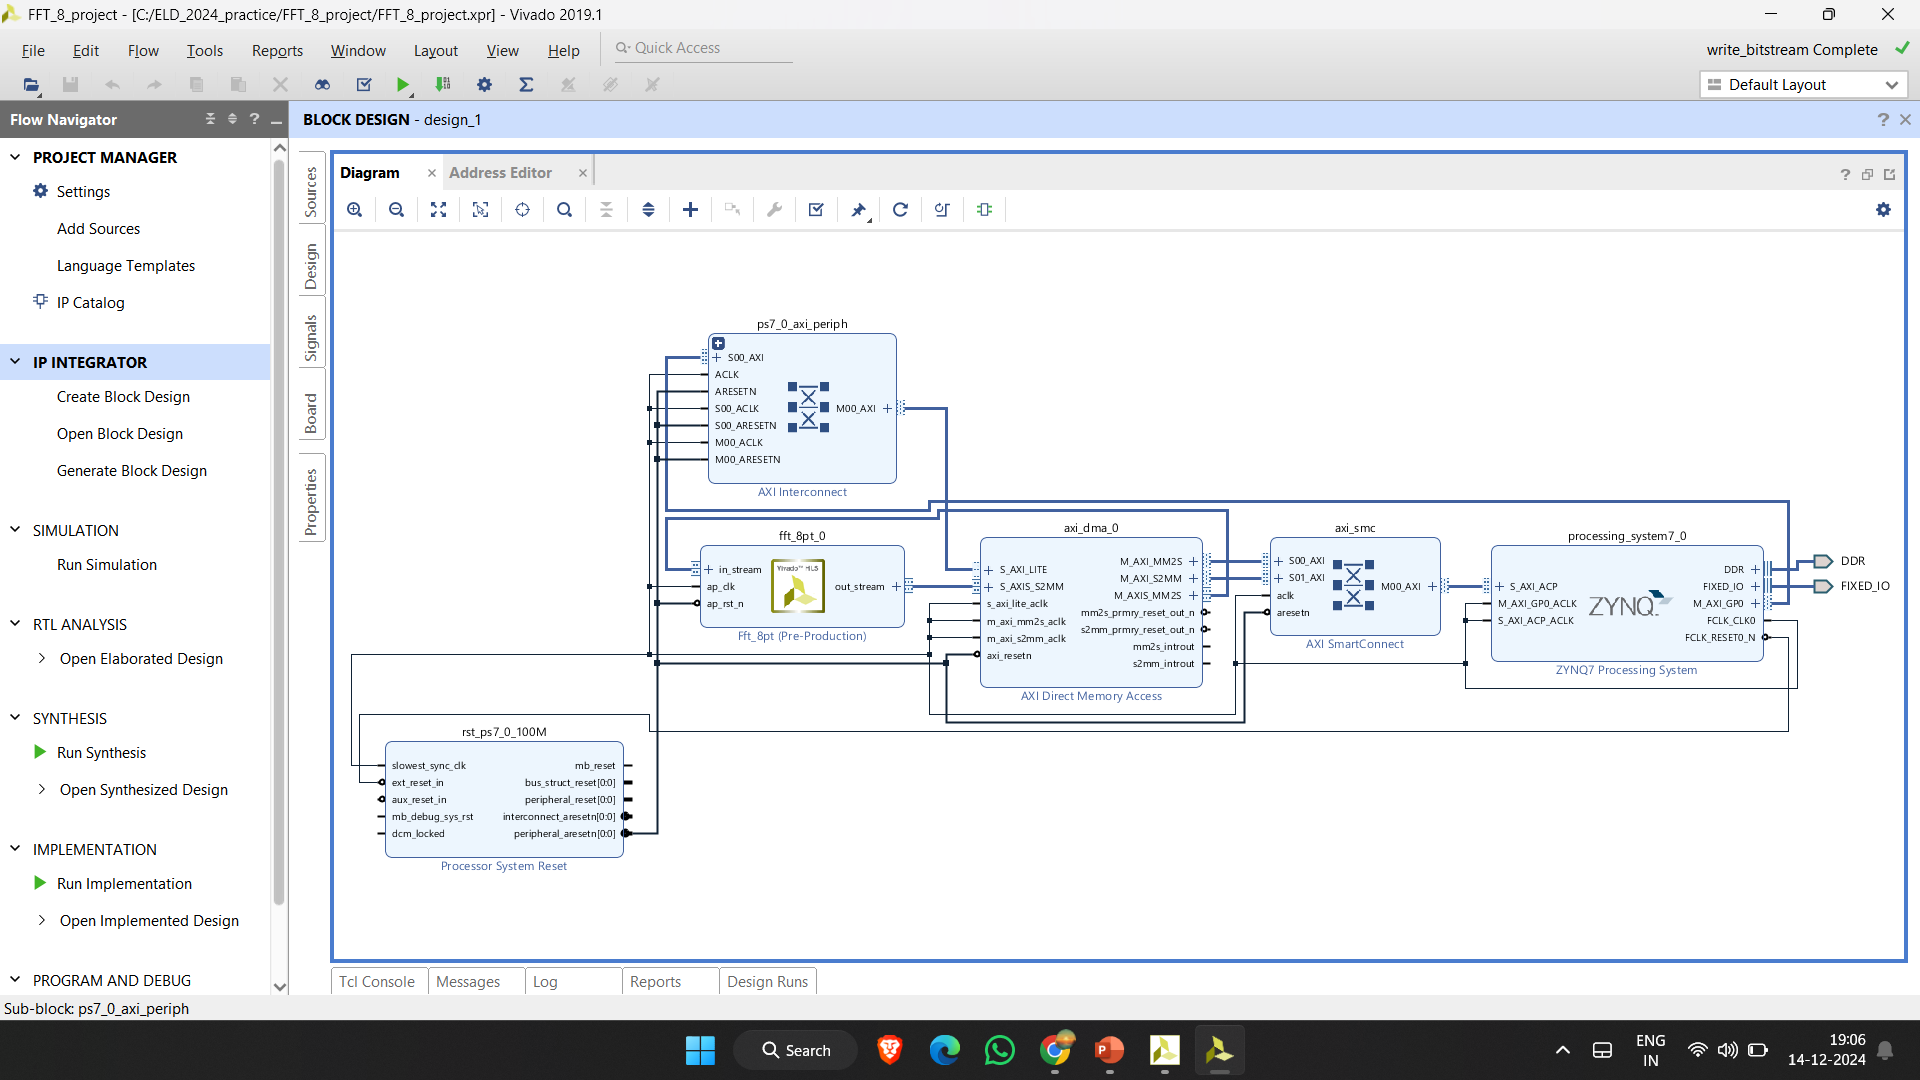 FFT_8_project - [C:/ELD_2024_practice/FFT_8_project/FFT_8_project.xpr] - Vivado 2019.1
File Edit Flow Tools Reports Window Layout View Help Quick Access
write_bitstream Complete
Default Layout
Flow Navigator
BLOCK DESIGN - design_1
PROJECT MANAGER
Settings
Add Sources
Language Templates
IP Catalog
IP INTEGRATOR
Create Block Design
Open Block Design
Generate Block Design
SIMULATION
Run Simulation
RTL ANALYSIS
Open Elaborated Design
SYNTHESIS
Run Synthesis
Open Synthesized Design
IMPLEMENTATION
Run Implementation
Open Implemented Design
PROGRAM AND DEBUG
Sources
Design
Signals
Board
Properties
Diagram
Address Editor
ps7_0_axi_periph
S00_AXI
ACLK
ARESETN
S00_ACLK
S00_ARESETN
M00_ACLK
M00_ARESETN
M00_AXI
AXI Interconnect
fft_8pt_0
in_stream
ap_clk
ap_rst_n
Vivado™ HLS
out_stream
Fft_8pt (Pre-Production)
axi_dma_0
S_AXI_LITE
S_AXIS_S2MM
s_axi_lite_aclk
m_axi_mm2s_aclk
m_axi_s2mm_aclk
axi_resetn
M_AXI_MM2S
M_AXI_S2MM
M_AXIS_MM2S
mm2s_prmry_reset_out_n
s2mm_prmry_reset_out_n
mm2s_introut
s2mm_introut
AXI Direct Memory Access
axi_smc
S00_AXI
S01_AXI
aclk
aresetn
M00_AXI
AXI SmartConnect
processing_system7_0
S_AXI_ACP
M_AXI_GP0_ACLK
S_AXI_ACP_ACLK
ZYNQ
DDR
FIXED_IO
M_AXI_GP0
FCLK_CLK0
FCLK_RESET0_N
ZYNQ7 Processing System
DDR
FIXED_IO
rst_ps7_0_100M
slowest_sync_clk
ext_reset_in
aux_reset_in
mb_debug_sys_rst
dcm_locked
mb_reset
bus_struct_reset[0:0]
peripheral_reset[0:0]
interconnect_aresetn[0:0]
peripheral_aresetn[0:0]
Processor System Reset
Tcl Console Messages Log Reports Design Runs
Sub-block: ps7_0_axi_periph
Search
ENG
IN
19:06
14-12-2024